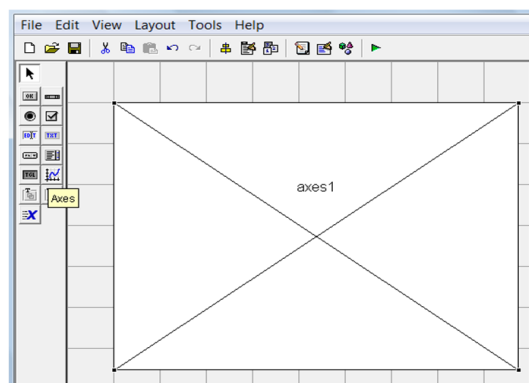 File Edit View Layout Tools Help
OK
EDIT TXT
TGL
Axes
X
axes1